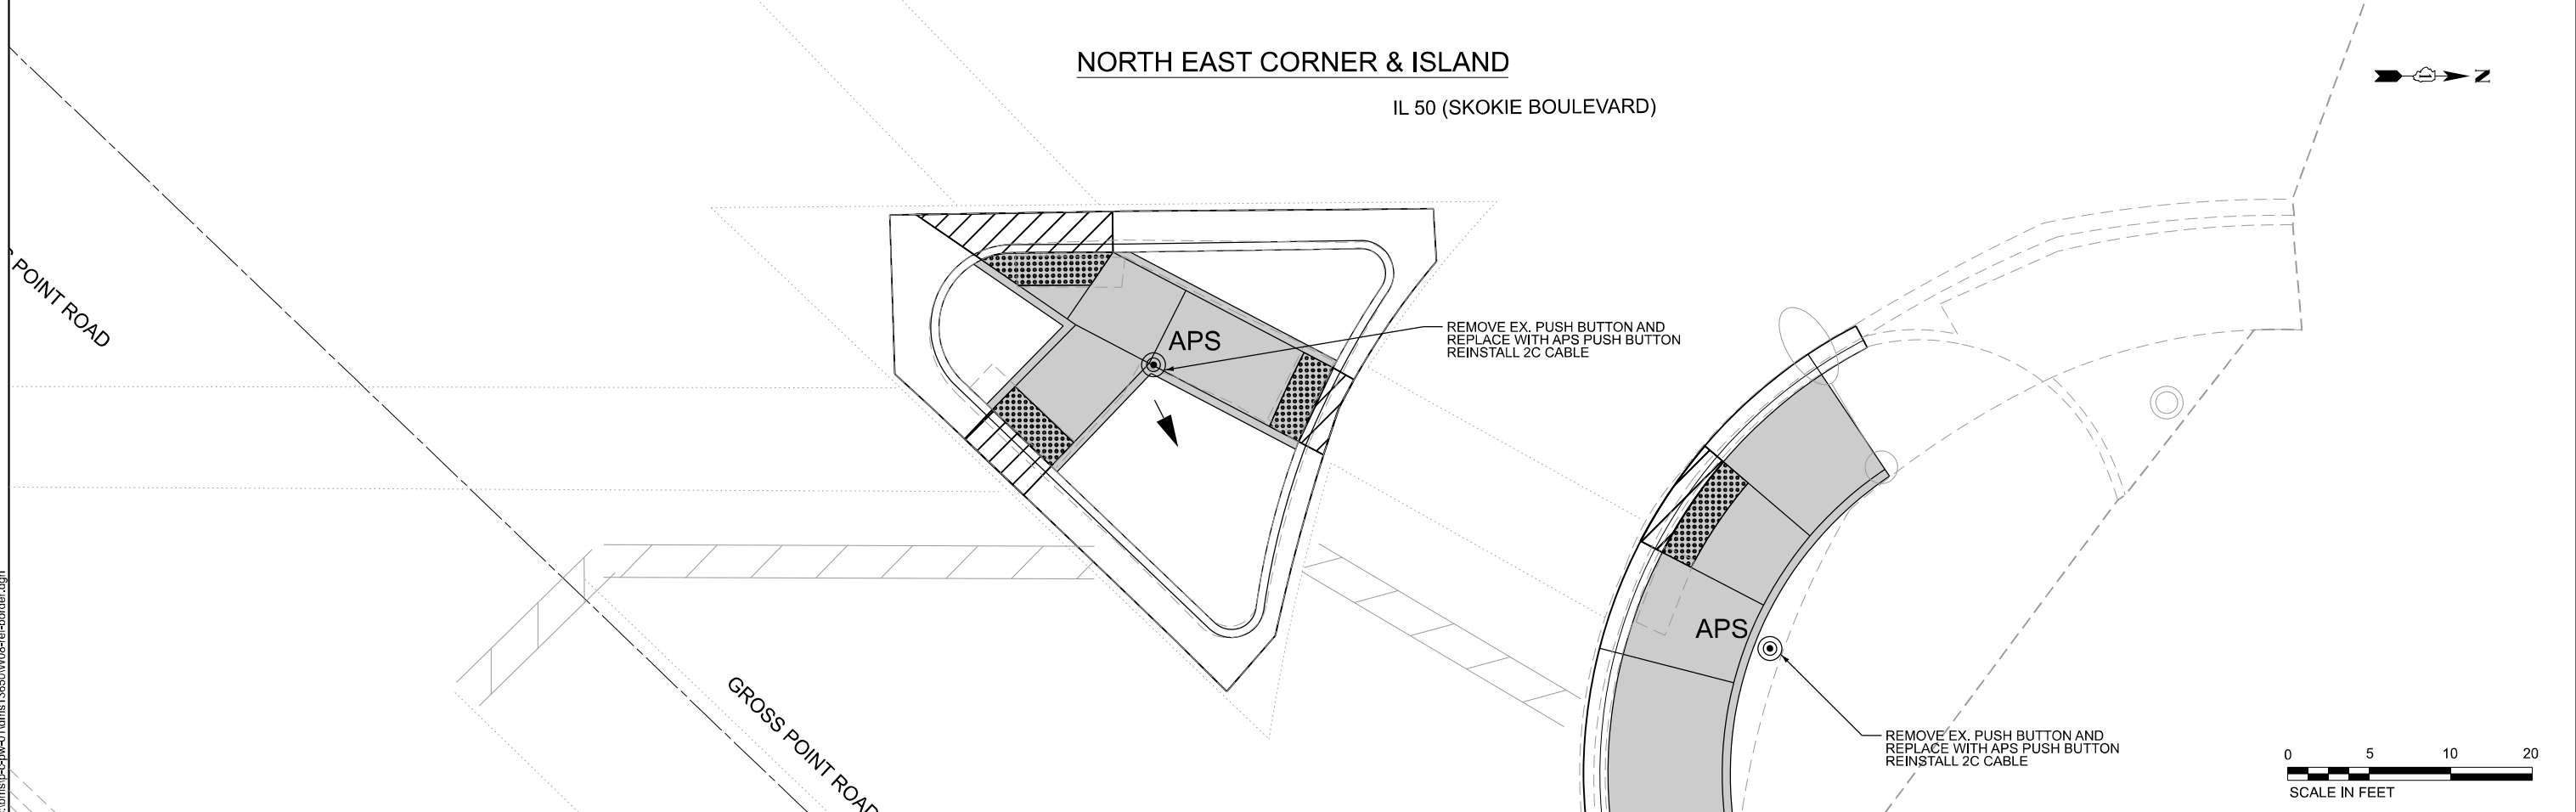 NORTH EAST CORNER & ISLAND
IL 50 (SKOKIE BOULEVARD)
N
POINT ROAD
APS
REMOVE EX. PUSH BUTTON AND
REPLACE WITH APS PUSH BUTTON
REINSTALL 2C CABLE
APS
GROSS POINT ROAD
REMOVE EX. PUSH BUTTON AND
REPLACE WITH APS PUSH BUTTON
REINSTALL 2C CABLE
0 5 10 20
SCALE IN FEET